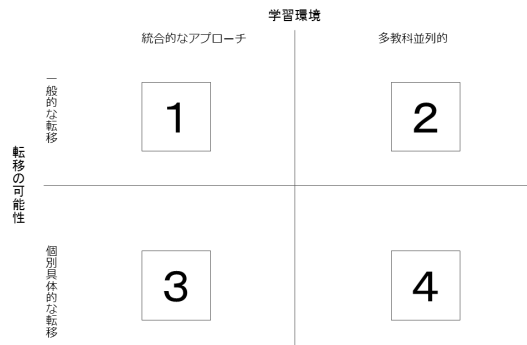 学習環境
統合的なアプローチ
多教科並列的
一般的な転移
1
2
転移の可能性
個別具体的な転移
3
4